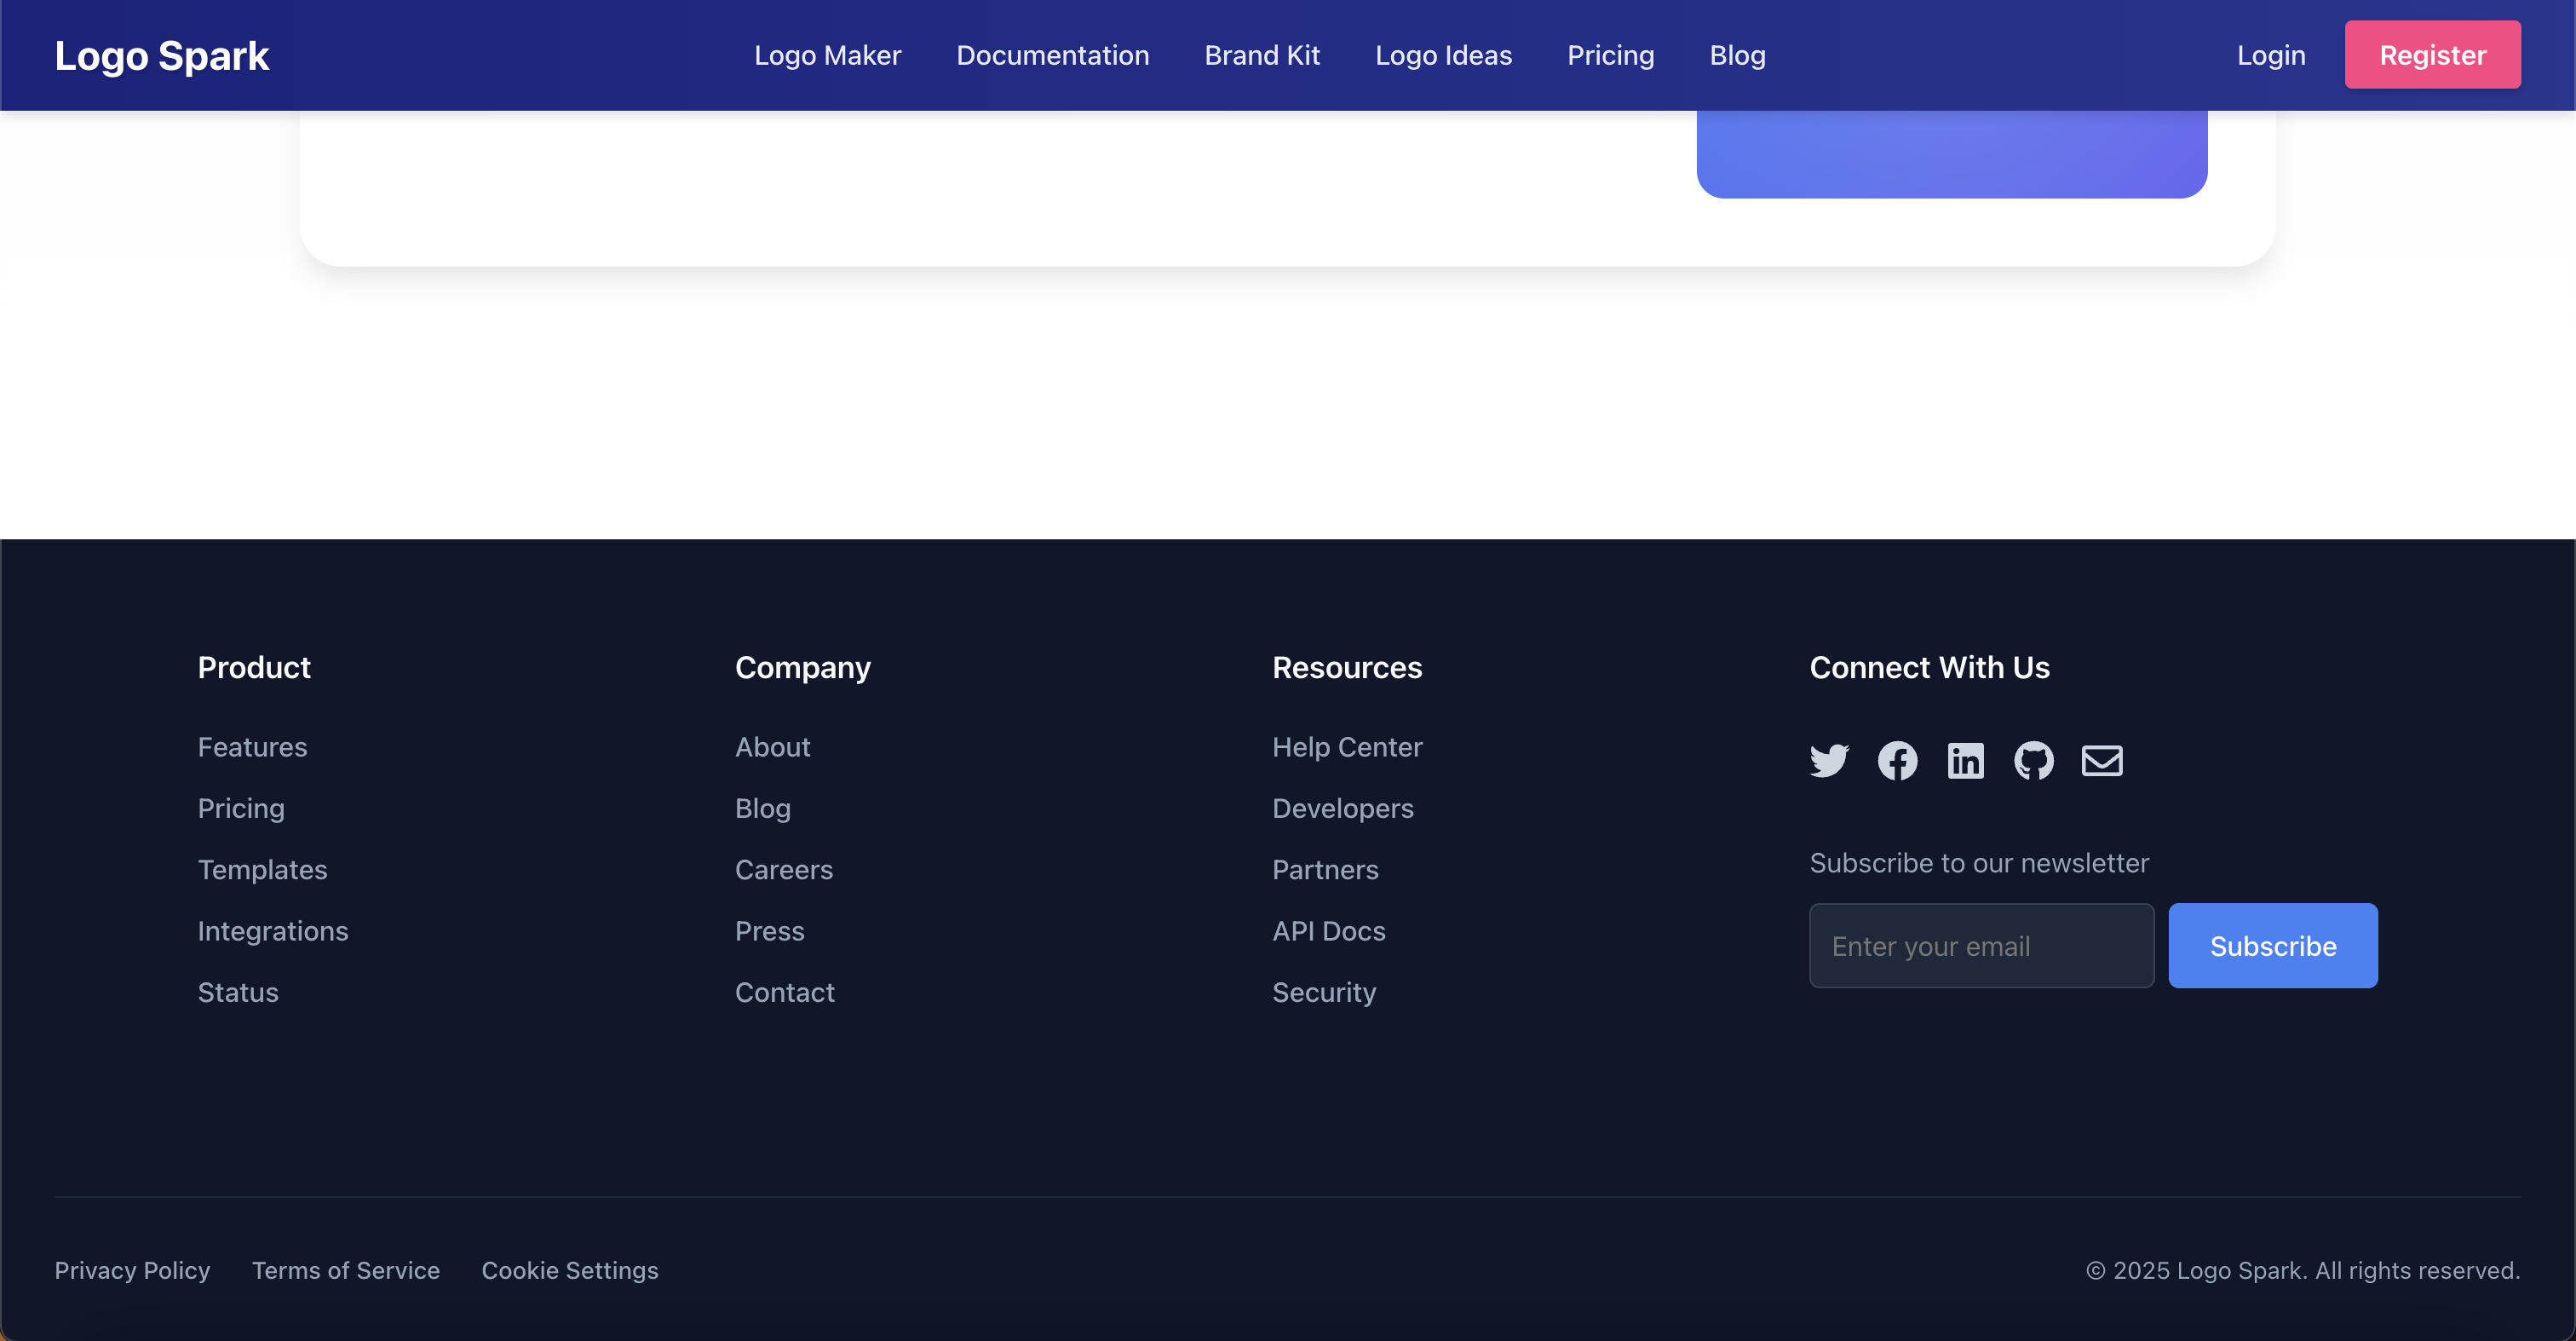 Logo Spark
Logo Maker
Documentation
Brand Kit
Logo Ideas
Pricing
Blog
Login
Register
Product
Features
Pricing
Templates
Integrations
Status
Company
About
Blog
Careers
Press
Contact
Resources
Help Center
Developers
Partners
API Docs
Security
Connect With Us
Subscribe to our newsletter
Enter your email
Subscribe
Privacy Policy
Terms of Service
Cookie Settings
© 2025 Logo Spark. All rights reserved.